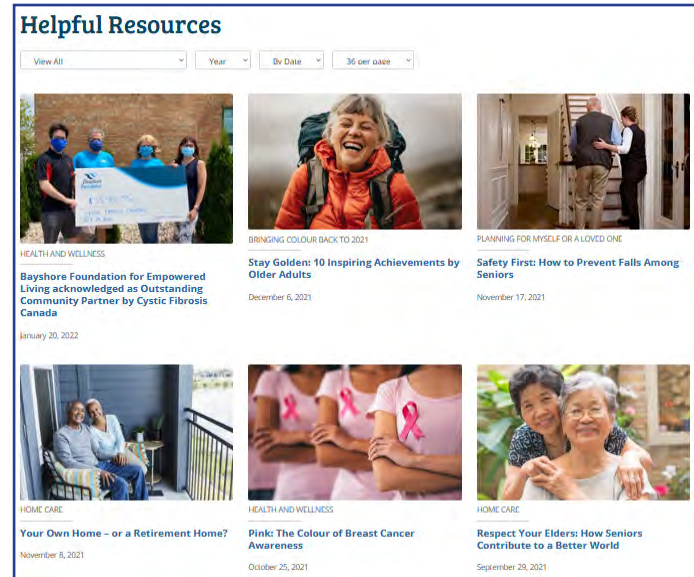 Helpful Resources
View All
Year
By Date
36 per page
HEALTH AND WELLNESS
Bayshore Foundation for Empowered
Living acknowledged as Outstanding
Community Partner by Cystic Fibrosis
Canada
January 20, 2022
BRINGING COLOUR BACK TO 2021
Stay Golden: 10 Inspiring Achievements by
Older Adults
December 6, 2021
PLANNING FOR MYSELF OR A LOVED ONE
Safety First: How to Prevent Falls Among
Seniors
November 17, 2021
HOME CARE
Your Own Home – or a Retirement Home?
November 8, 2021
HEALTH AND WELLNESS
Pink: The Colour of Breast Cancer
Awareness
October 25, 2021
HOME CARE
Respect Your Elders: How Seniors
Contribute to a Better World
September 29, 2021